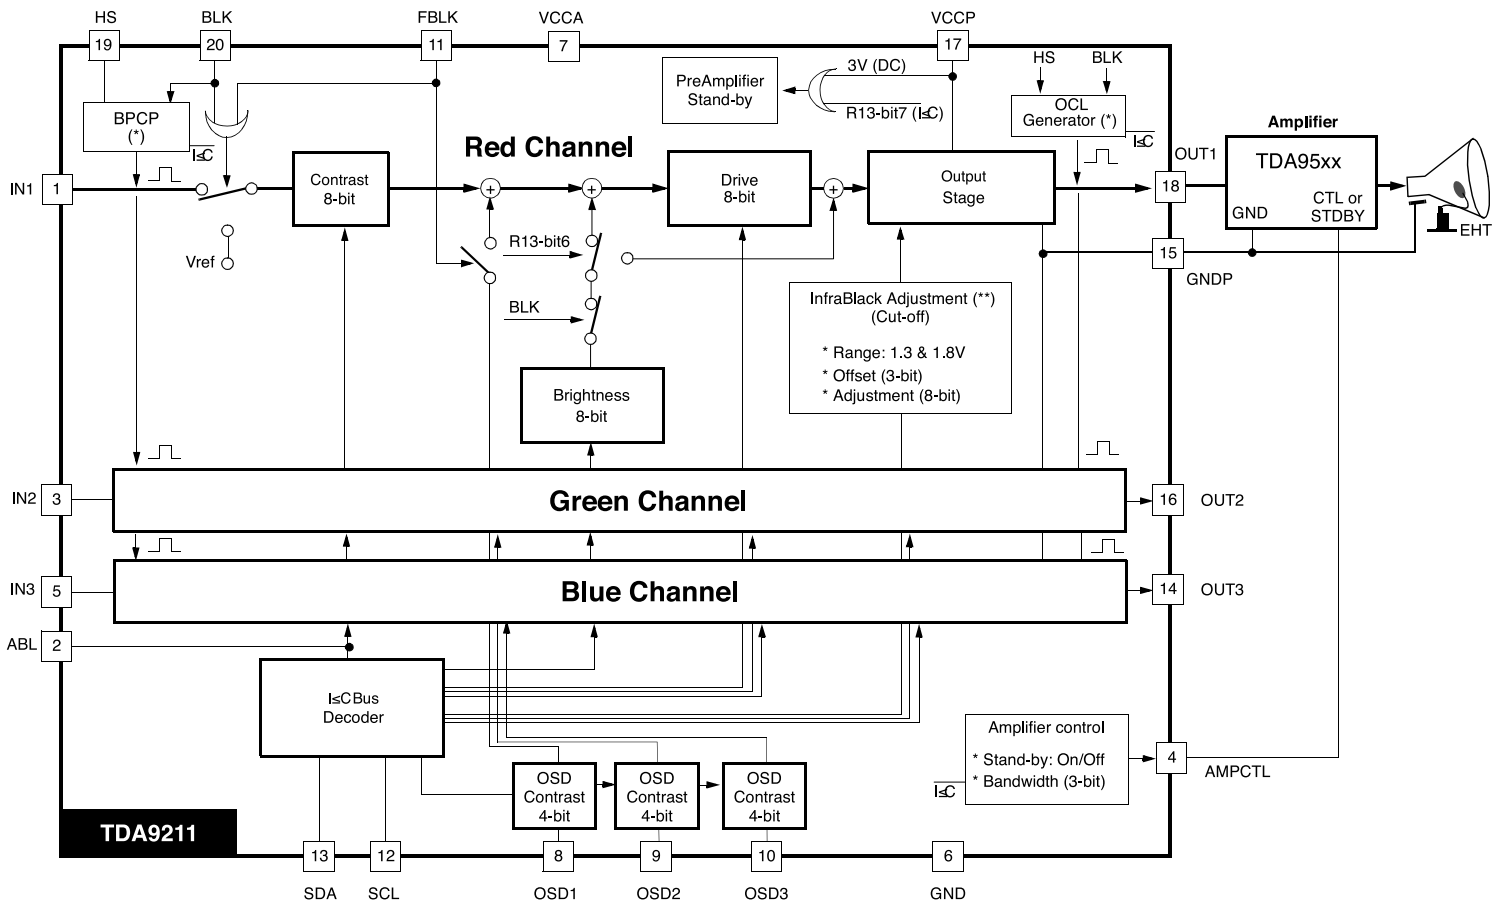 HS
BLK
FBLK
VCCA
VCCP
19
20
11
7
17
BPCP
(*)
I≤C
PreAmplifier
Stand-by
3V (DC)
R13-bit7 (I≤C)
HS
BLK
OCL
Generator (*)
I≤C
Red Channel
IN1
1
Contrast
8-bit
+
+
Drive
8-bit
+
Output
Stage
OUT1
18
Amplifier
TDA95xx
GND
CTL or
STDBY
EHT
Vref
R13-bit6
BLK
15
GNDP
InfraBlack Adjustment (**)
(Cut-off)
* Range: 1.3 & 1.8V
* Offset (3-bit)
* Adjustment (8-bit)
Brightness
8-bit
IN2
3
Green Channel
16
OUT2
IN3
5
Blue Channel
14
OUT3
ABL
2
I≤CBus
Decoder
Amplifier control
* Stand-by: On/Off
* Bandwidth (3-bit)
I≤C
4
AMPCTL
OSD
Contrast
4-bit
OSD
Contrast
4-bit
OSD
Contrast
4-bit
TDA9211
13
12
8
9
10
6
SDA
SCL
OSD1
OSD2
OSD3
GND